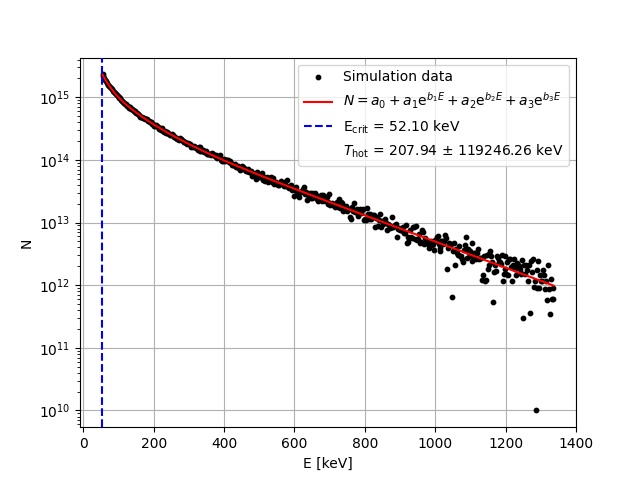 Simulation data
N = a₀ + a₁e^{b₁E} + a₂e^{b₂E} + a₃e^{b₃E}
E_crit = 52.10 keV
T_hot = 207.94 ± 119246.26 keV
10¹⁵
10¹⁴
10¹³
10¹²
10¹¹
10¹⁰
N
0 200 400 600 800 1000 1200 1400
E [keV]